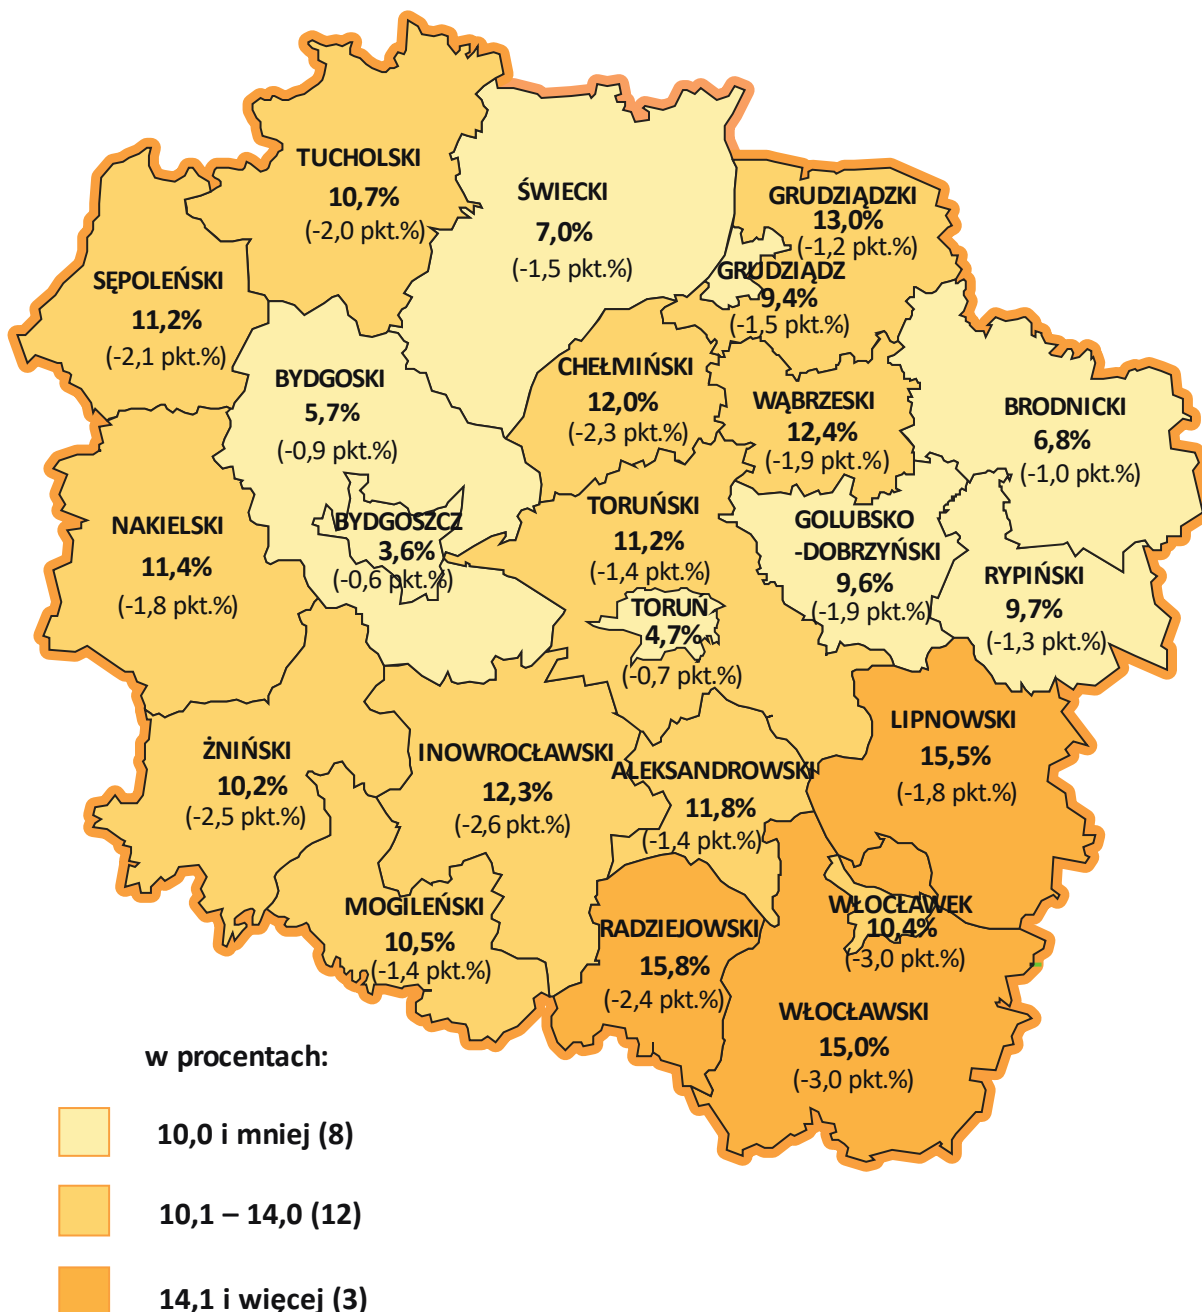 TUCHOLSKI
10,7%
(-2,0 pkt.%)
ŚWIECKI
7,0%
(-1,5 pkt.%)
GRUDZIĄDZKI
13,0%
(-1,2 pkt.%)
GRUDZIĄDZ
9,4%
(-1,5 pkt.%)
SĘPOLEŃSKI
11,2%
(-2,1 pkt.%)
BYDGOSKI
5,7%
(-0,9 pkt.%)
CHEŁMIŃSKI
12,0%
(-2,3 pkt.%)
WĄBRZESKI
12,4%
(-1,9 pkt.%)
BRODNICKI
6,8%
(-1,0 pkt.%)
NAKIELSKI
11,4%
(-1,8 pkt.%)
BYDGOSZCZ
3,6%
(-0,6 pkt.%)
TORUŃSKI
11,2%
(-1,4 pkt.%)
TORUŃ
4,7%
(-0,7 pkt.%)
GOLUBSKO
-DOBRZYŃSKI
9,6%
(-1,9 pkt.%)
RYPIŃSKI
9,7%
(-1,3 pkt.%)
ŻNIŃSKI
10,2%
(-2,5 pkt.%)
INOWROCŁAWSKI
12,3%
(-2,6 pkt.%)
ALEKSANDROWSKI
11,8%
(-1,4 pkt.%)
LIPNOWSKI
15,5%
(-1,8 pkt.%)
MOGILEŃSKI
10,5%
(-1,4 pkt.%)
RADZIEJOWSKI
15,8%
(-2,4 pkt.%)
WŁOCŁAWEK
10,4%
(-3,0 pkt.%)
WŁOCŁAWSKI
15,0%
(-3,0 pkt.%)
w procentach:
10,0 i mniej (8)
10,1 – 14,0 (12)
14,1 i więcej (3)